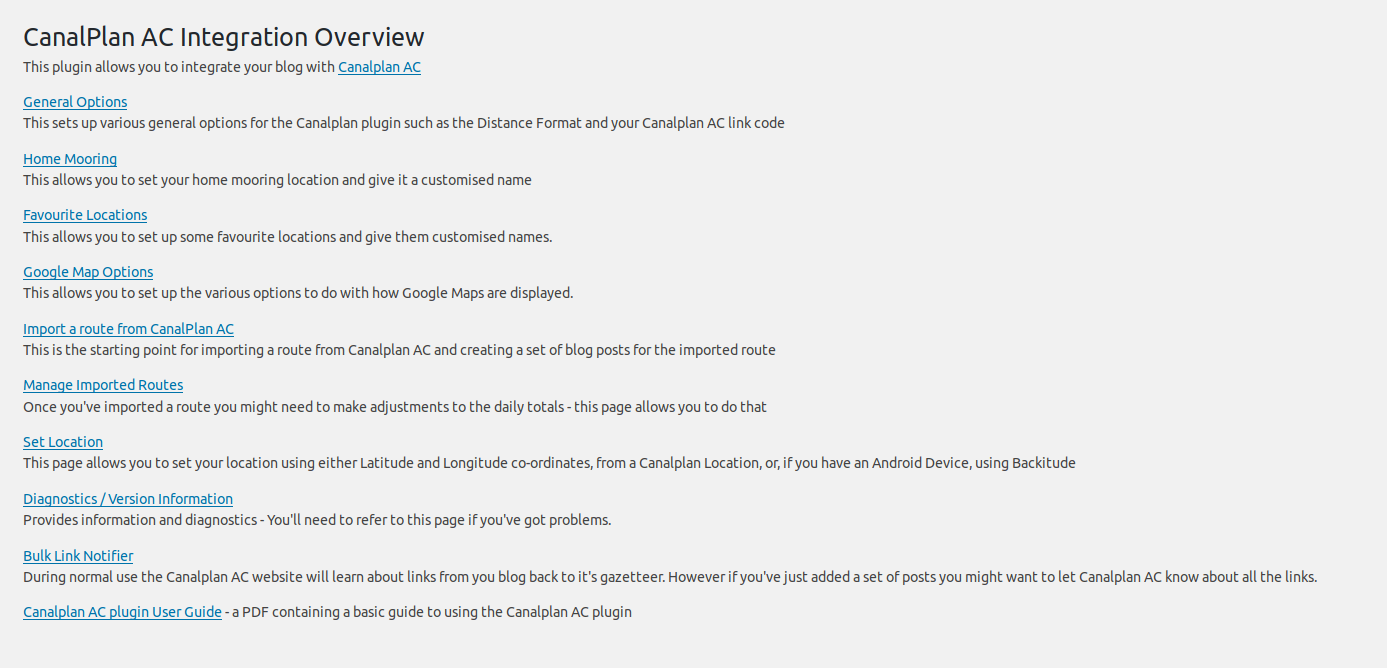 CanalPlan AC Integration Overview
This plugin allows you to integrate your blog with Canalplan AC
General Options
This sets up various general options for the Canalplan plugin such as the Distance Format and your Canalplan AC link code
Home Mooring
This allows you to set your home mooring location and give it a customised name
Favourite Locations
This allows you to set up some favourite locations and give them customised names.
Google Map Options
This allows you to set up the various options to do with how Google Maps are displayed.
Import a route from CanalPlan AC
This is the starting point for importing a route from Canalplan AC and creating a set of blog posts for the imported route
Manage Imported Routes
Once you've imported a route you might need to make adjustments to the daily totals - this page allows you to do that
Set Location
This page allows you to set your location using either Latitude and Longitude co-ordinates, from a Canalplan Location, or, if you have an Android Device, using Backitude
Diagnostics / Version Information
Provides information and diagnostics - You'll need to refer to this page if you've got problems.
Bulk Link Notifier
During normal use the Canalplan AC website will learn about links from you blog back to it's gazetteer. However if you've just added a set of posts you might want to let Canalplan AC know about all the links.
Canalplan AC plugin User Guide - a PDF containing a basic guide to using the Canalplan AC plugin